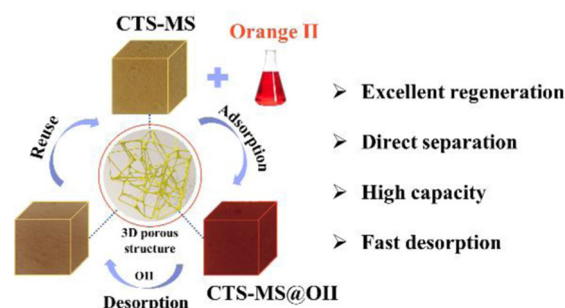 CTS-MS
Orange II
Reuse
Adsorption
3D porous
structure
OII
Desorption
CTS-MS@OII
➢ Excellent regeneration
➢ Direct separation
➢ High capacity
➢ Fast desorption